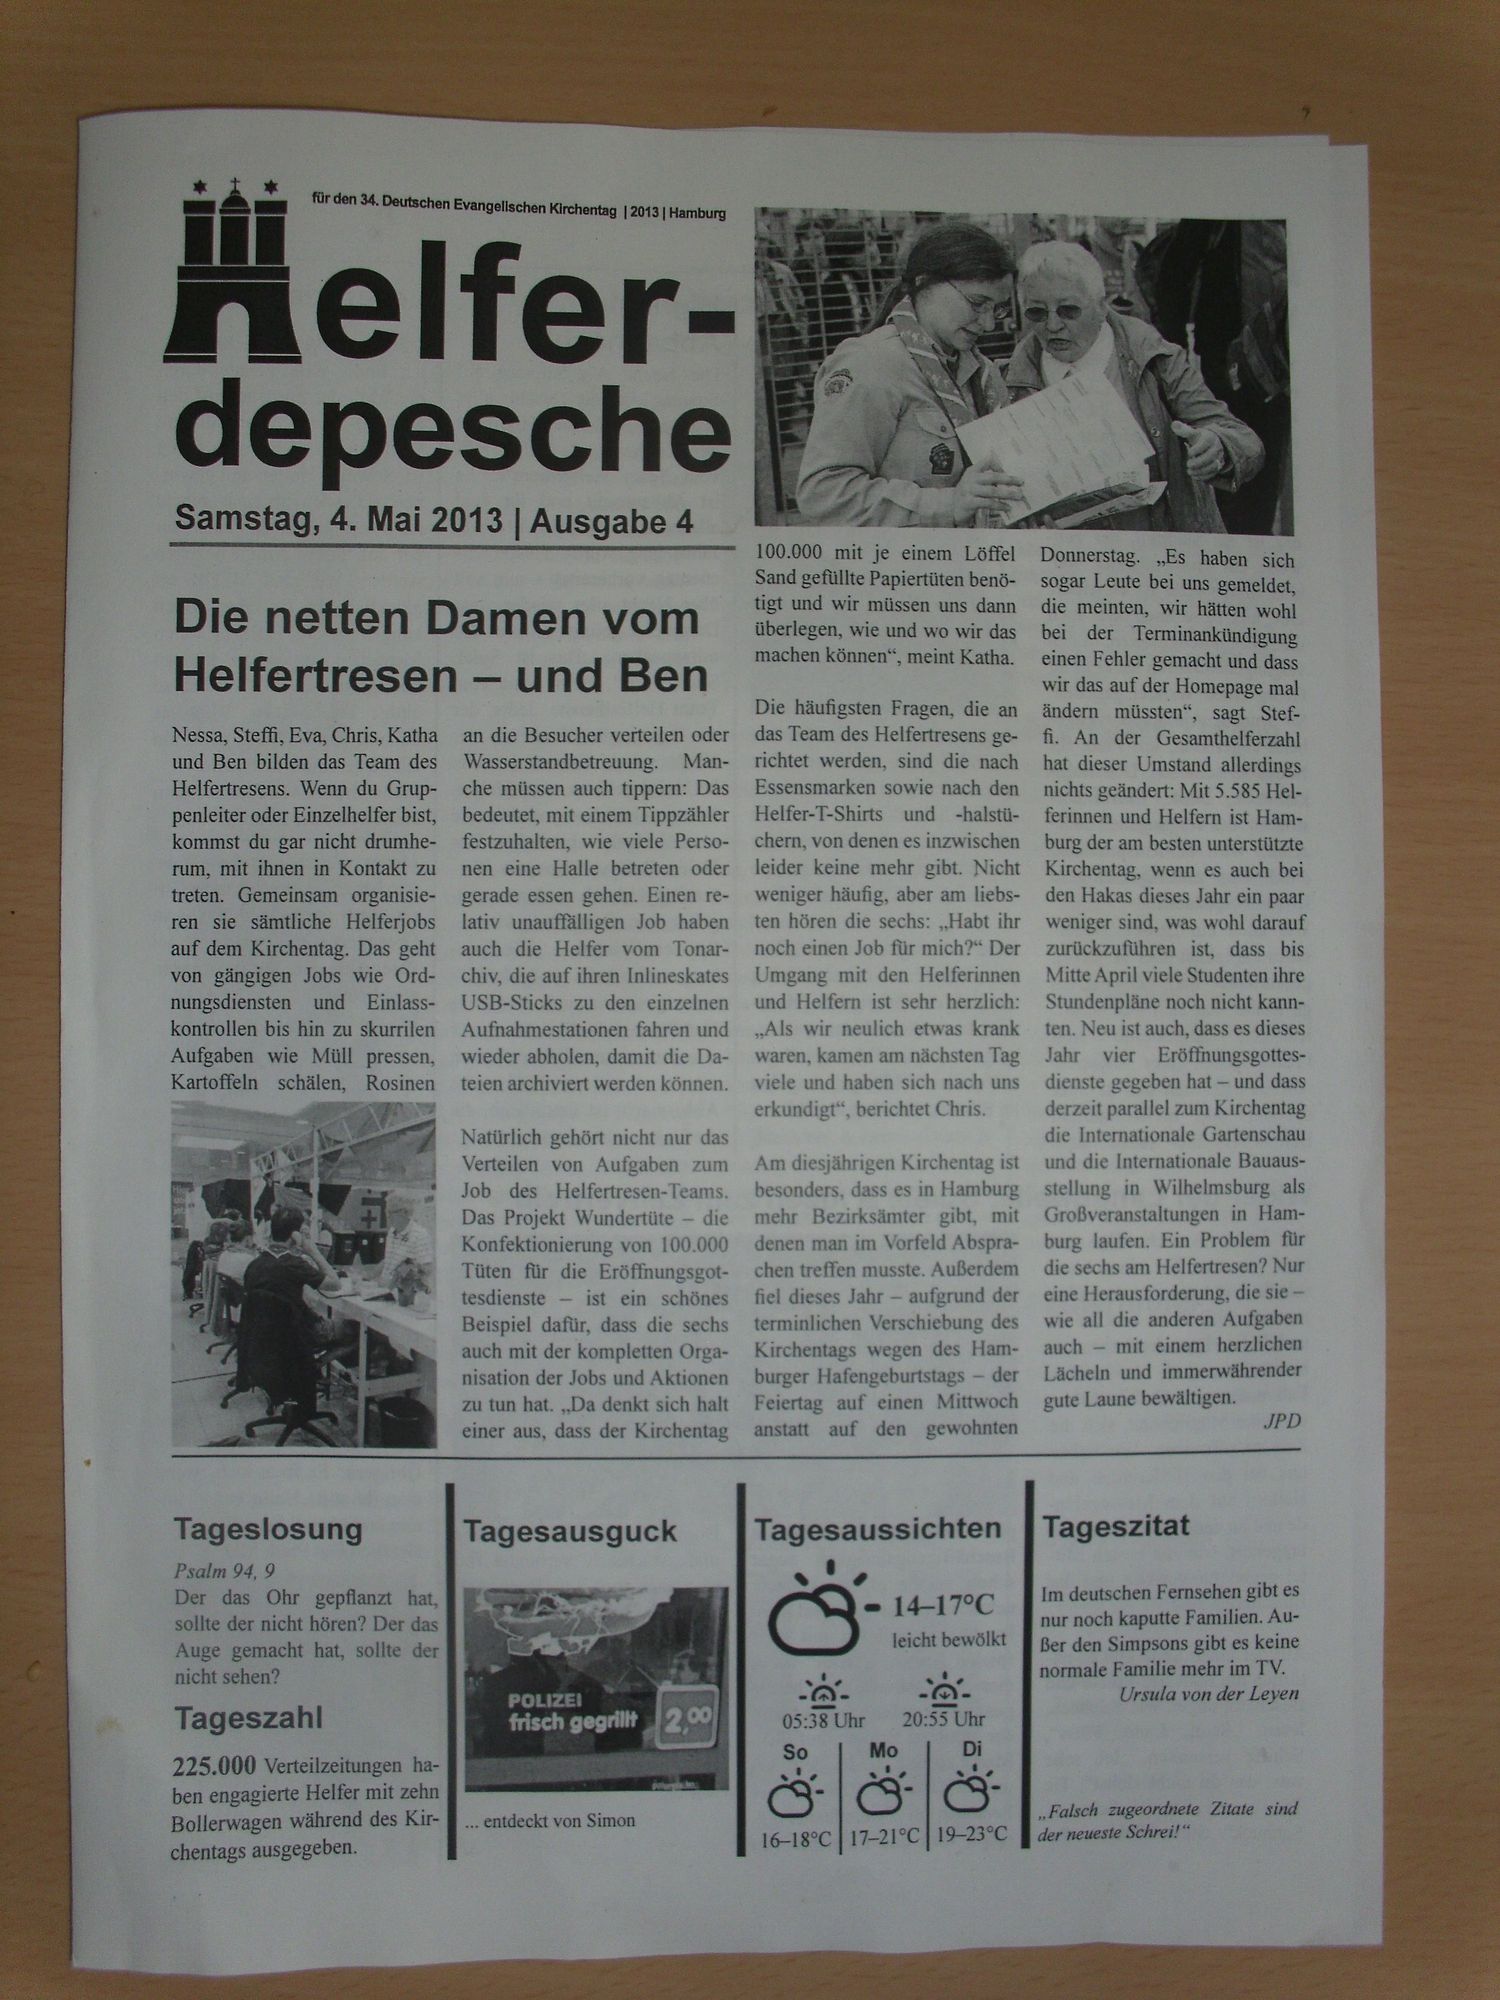 für den 34. Deutschen Evangelischen Kirchentag | 2013 | Hamburg
Helfer-
depesche
Samstag, 4. Mai 2013 | Ausgabe 4
Die netten Damen vom
Helfertresen – und Ben
Nessa, Steffi, Eva, Chris, Katha
und Ben bilden das Team des
Helfertresens. Wenn du Grup-
penleiter oder Einzelhelfer bist,
kommst du gar nicht drumhe-
rum, mit ihnen in Kontakt zu
treten. Gemeinsam organisie-
ren sie sämtliche Helferjobs
auf dem Kirchentag. Das geht
von gängigen Jobs wie Ord-
nungsdiensten und Einlass-
kontrollen bis hin zu skurrilen
Aufgaben wie Müll pressen,
Kartoffeln schälen, Rosinen
an die Besucher verteilen oder
Wasserstandbetreuung. Man-
che müssen auch tippern: Das
bedeutet, mit einem Tippzähler
festzuhalten, wie viele Perso-
nen eine Halle betreten oder
gerade essen gehen. Einen re-
lativ unauffälligen Job haben
auch die Helfer vom Tonar-
chiv, die auf ihren Inlineskates
USB-Sticks zu den einzelnen
Aufnahmestationen fahren und
wieder abholen, damit die Da-
teien archiviert werden können.
Natürlich gehört nicht nur das
Verteilen von Aufgaben zum
Job des Helfertresen-Teams.
Das Projekt Wundertüte – die
Konfektionierung von 100.000
Tüten für die Eröffnungsgot-
tesdienste – ist ein schönes
Beispiel dafür, dass die sechs
auch mit der kompletten Orga-
nisation der Jobs und Aktionen
zu tun hat. „Da denkt sich halt
einer aus, dass der Kirchentag
100.000 mit je einem Löffel
Sand gefüllte Papiertüten benö-
tigt und wir müssen uns dann
überlegen, wie und wo wir das
machen können“, meint Katha.
Die häufigsten Fragen, die an
das Team des Helfertresens ge-
richtet werden, sind die nach
Essensmarken sowie nach den
Helfer-T-Shirts und -halstü-
chern, von denen es inzwischen
leider keine mehr gibt. Nicht
weniger häufig, aber am liebs-
ten hören die sechs: „Habt ihr
noch einen Job für mich?“ Der
Umgang mit den Helferinnen
und Helfern ist sehr herzlich:
„Als wir neulich etwas krank
waren, kamen am nächsten Tag
viele und haben sich nach uns
erkundigt“, berichtet Chris.
Am diesjährigen Kirchentag ist
besonders, dass es in Hamburg
mehr Bezirksämter gibt, mit
denen man im Vorfeld Abspra-
chen treffen musste. Außerdem
fiel dieses Jahr – aufgrund der
terminlichen Verschiebung des
Kirchentags wegen des Ham-
burger Hafengeburtstags – der
Feiertag auf einen Mittwoch
anstatt auf den gewohnten
Donnerstag. „Es haben sich
sogar Leute bei uns gemeldet,
die meinten, wir hätten wohl
bei der Terminankündigung
einen Fehler gemacht und dass
wir das auf der Homepage mal
ändern müssten“, sagt Stef-
fi. An der Gesamthelferzahl
hat dieser Umstand allerdings
nichts geändert: Mit 5.585 Hel-
ferinnen und Helfern ist Ham-
burg der am besten unterstützte
Kirchentag, wenn es auch bei
den Hakas dieses Jahr ein paar
weniger sind, was wohl darauf
zurückzuführen ist, dass bis
Mitte April viele Studenten ihre
Stundenpläne noch nicht kann-
ten. Neu ist auch, dass es dieses
Jahr vier Eröffnungsgottes-
dienste gegeben hat – und dass
derzeit parallel zum Kirchentag
die Internationale Gartenschau
und die Internationale Bauaus-
stellung in Wilhelmsburg als
Großveranstaltungen in Ham-
burg laufen. Ein Problem für
die sechs am Helfertresen? Nur
eine Herausforderung, die sie –
wie all die anderen Aufgaben
auch – mit einem herzlichen
Lächeln und immerwährender
gute Laune bewältigen.
JPD
Tageslosung
Psalm 94, 9
Der das Ohr gepflanzt hat,
sollte der nicht hören? Der das
Auge gemacht hat, sollte der
nicht sehen?
Tageszahl
225.000 Verteilzeitungen ha-
ben engagierte Helfer mit zehn
Bollerwagen während des Kir-
chentags ausgegeben.
Tagesausguck
POLIZEI
frisch gegrillt 2,00
... entdeckt von Simon
Tagesaussichten
14–17°C
leicht bewölkt
05:38 Uhr 20:55 Uhr
So Mo Di
16–18°C 17–21°C 19–23°C
Tageszitat
Im deutschen Fernsehen gibt es
nur noch kaputte Familien. Au-
ßer den Simpsons gibt es keine
normale Familie mehr im TV.
Ursula von der Leyen
„Falsch zugeordnete Zitate sind
der neueste Schrei!“